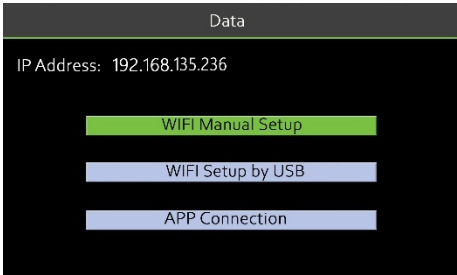 Data
IP Address: 192.168.135.236
WIFI Manual Setup
WIFI Setup by USB
APP Connection